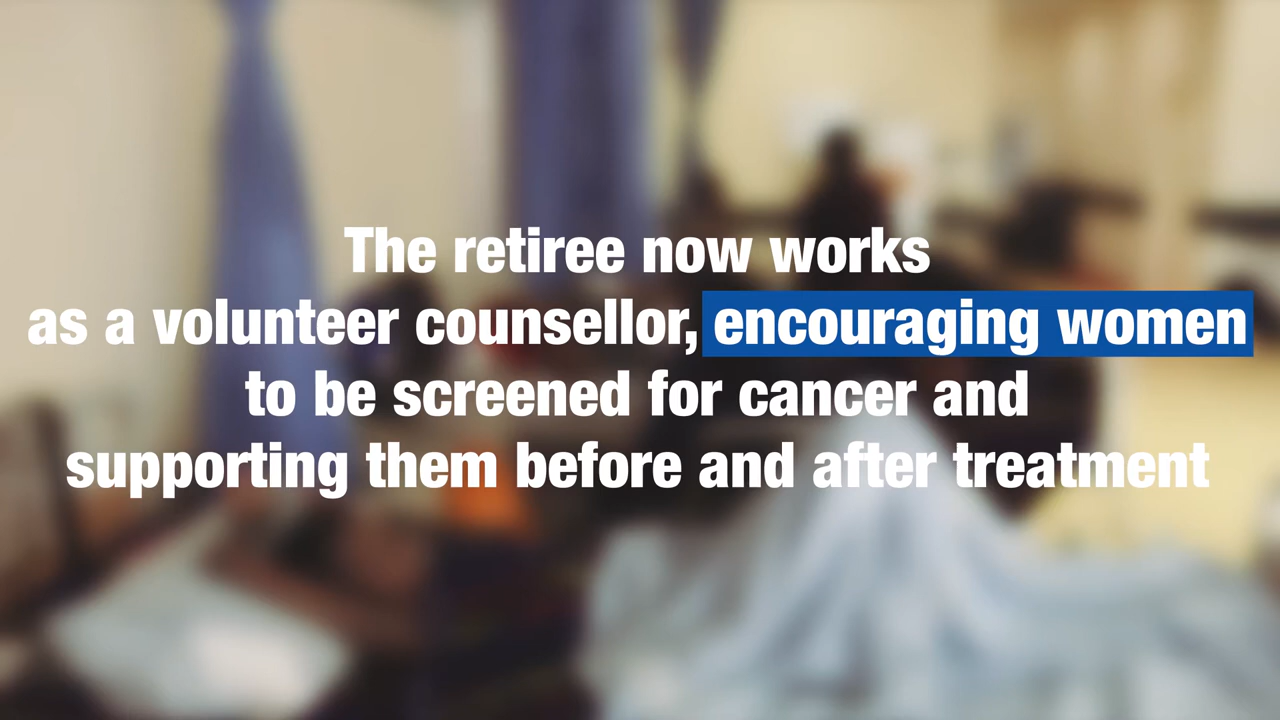 The retiree now works
as a volunteer counsellor, encouraging women
to be screened for cancer and
supporting them before and after treatment